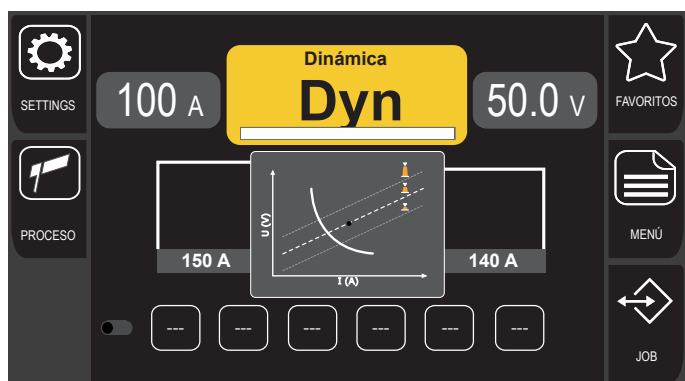 SETTINGS
PROCESO
100 A
Dinámica
Dyn
50.0 V
U (V)
I (A)
150 A
140 A
---
---
---
---
---
---
FAVORITOS
MENÚ
JOB